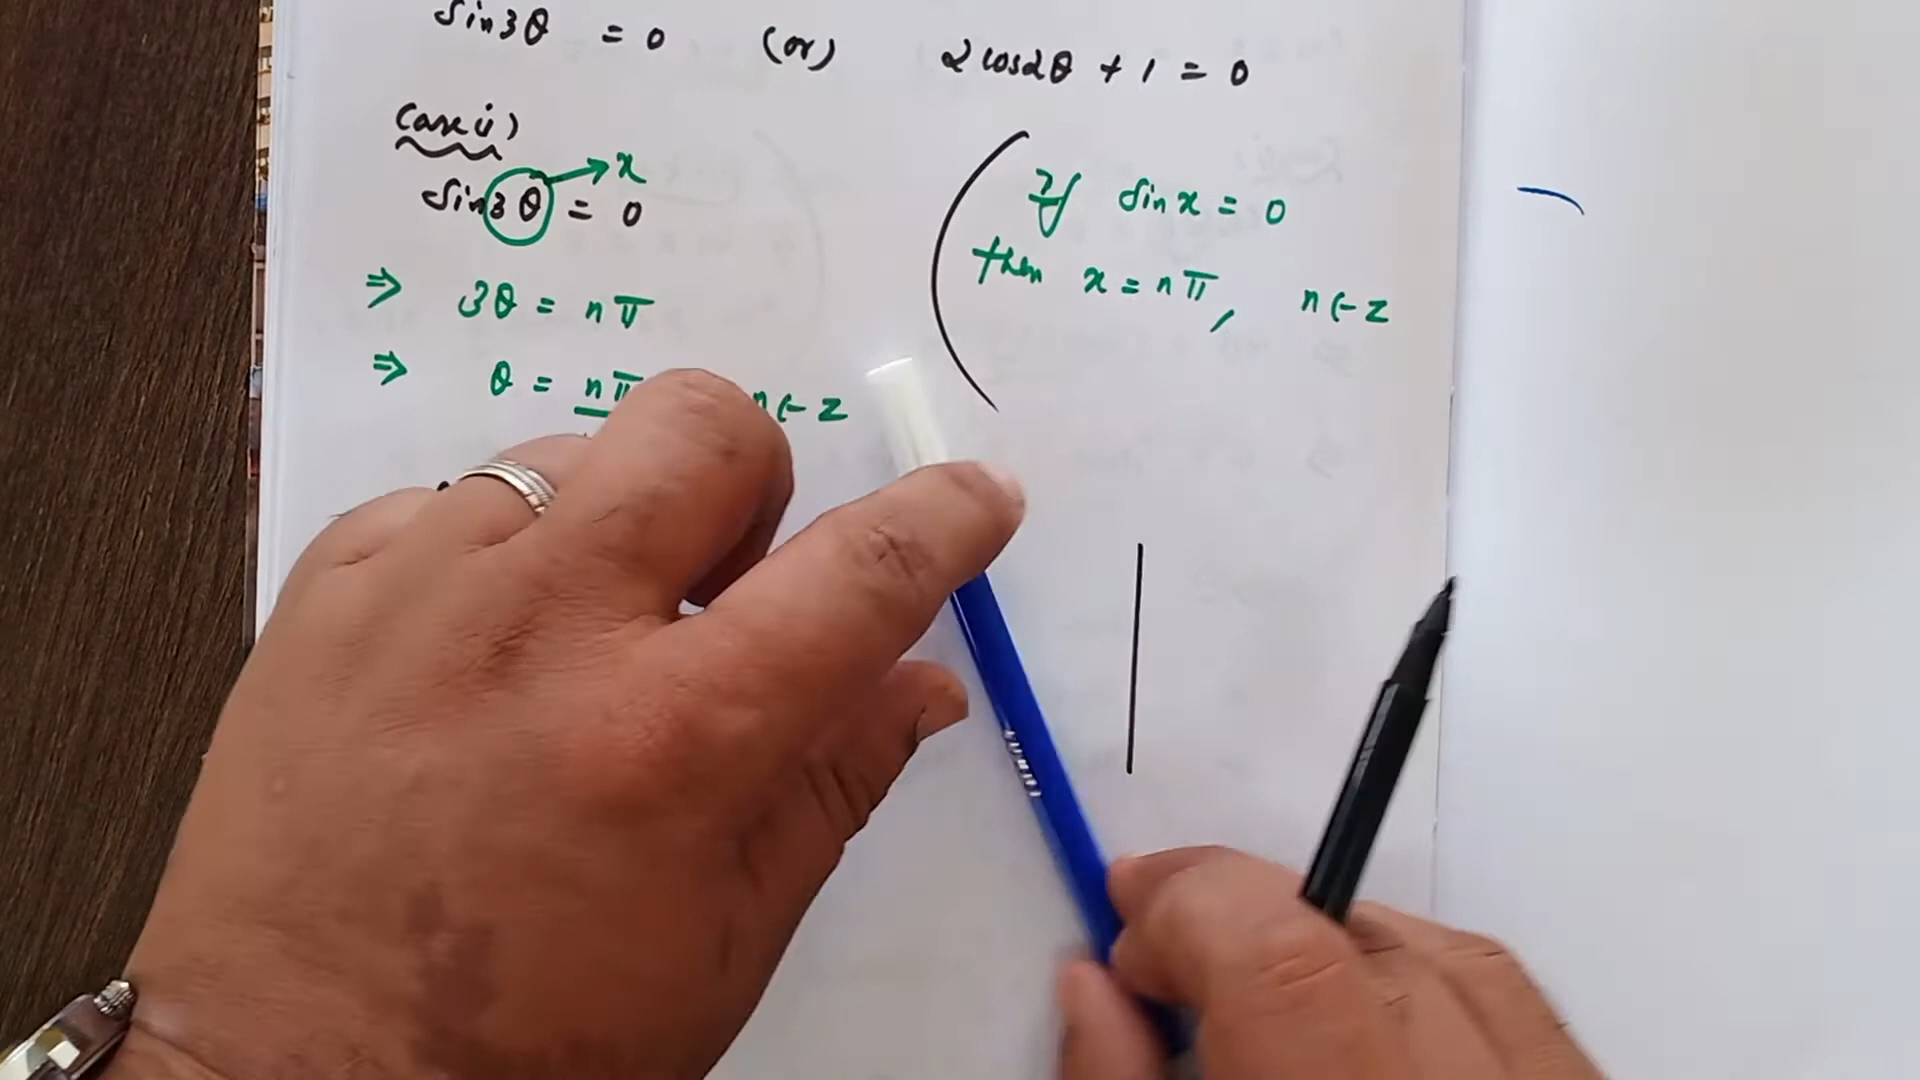 sin3θ = 0 (or) 2cos2θ + 1 = 0
Case i)
x
sin3θ = 0
⇒ 3θ = nπ
⇒ θ = nπ n∈Z
If sinx = 0
then x = nπ, n∈Z